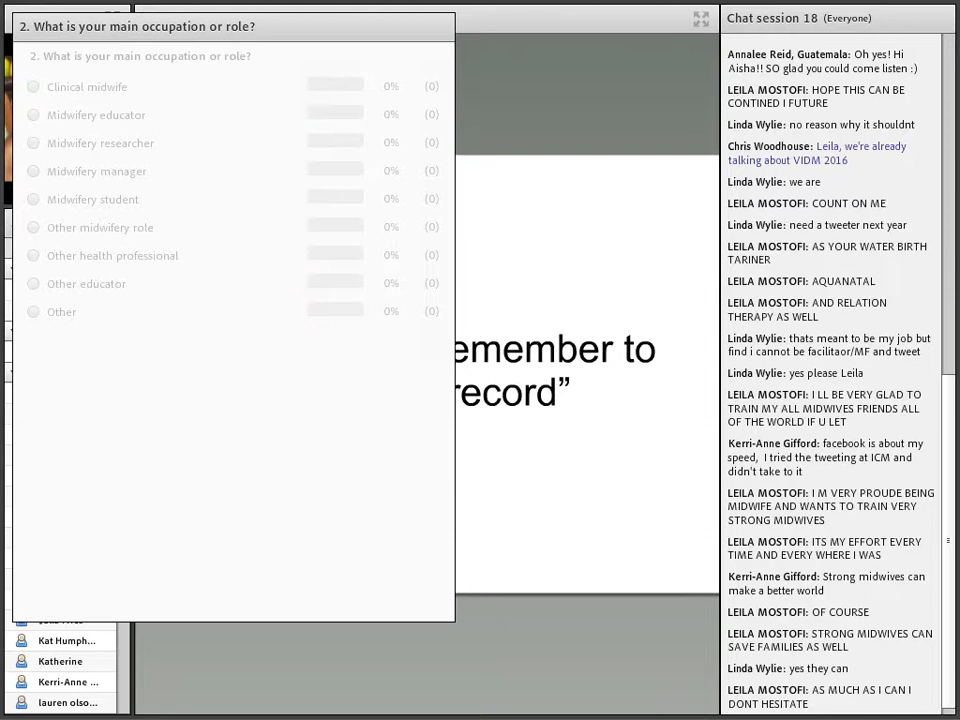 2. What is your main occupation or role?
2. What is your main occupation or role?
Clinical midwife 0% (0)
Midwifery educator 0% (0)
Midwifery researcher 0% (0)
Midwifery manager 0% (0)
Midwifery student 0% (0)
Other midwifery role 0% (0)
Other health professional 0% (0)
Other educator 0% (0)
Other 0% (0)
emember to
record”
Kat Humph...
Katherine
Kerri-Anne ...
lauren olso...
Chat session 18 (Everyone)
Annalee Reid, Guatemala: Oh yes! Hi
Aisha!! SO glad you could come listen :)
LEILA MOSTOFI: HOPE THIS CAN BE
CONTINED I FUTURE
Linda Wylie: no reason why it shouldnt
Chris Woodhouse: Leila, we're already
talking about VIDM 2016
Linda Wylie: we are
LEILA MOSTOFI: COUNT ON ME
Linda Wylie: need a tweeter next year
LEILA MOSTOFI: AS YOUR WATER BIRTH
TARINER
LEILA MOSTOFI: AQUANATAL
LEILA MOSTOFI: AND RELATION
THERAPY AS WELL
Linda Wylie: thats meant to be my job but
find i cannot be facilitaor/MF and tweet
Linda Wylie: yes please Leila
LEILA MOSTOFI: I LL BE VERY GLAD TO
TRAIN MY ALL MIDWIVES FRIENDS ALL
OF THE WORLD IF U LET
Kerri-Anne Gifford: facebook is about my
speed, I tried the tweeting at ICM and
didn't take to it
LEILA MOSTOFI: I M VERY PROUDE BEING
MIDWIFE AND WANTS TO TRAIN VERY
STRONG MIDWIVES
LEILA MOSTOFI: ITS MY EFFORT EVERY
TIME AND EVERY WHERE I WAS
Kerri-Anne Gifford: Strong midwives can
make a better world
LEILA MOSTOFI: OF COURSE
LEILA MOSTOFI: STRONG MIDWIVES CAN
SAVE FAMILIES AS WELL
Linda Wylie: yes they can
LEILA MOSTOFI: AS MUCH AS I CAN I
DONT HESITATE